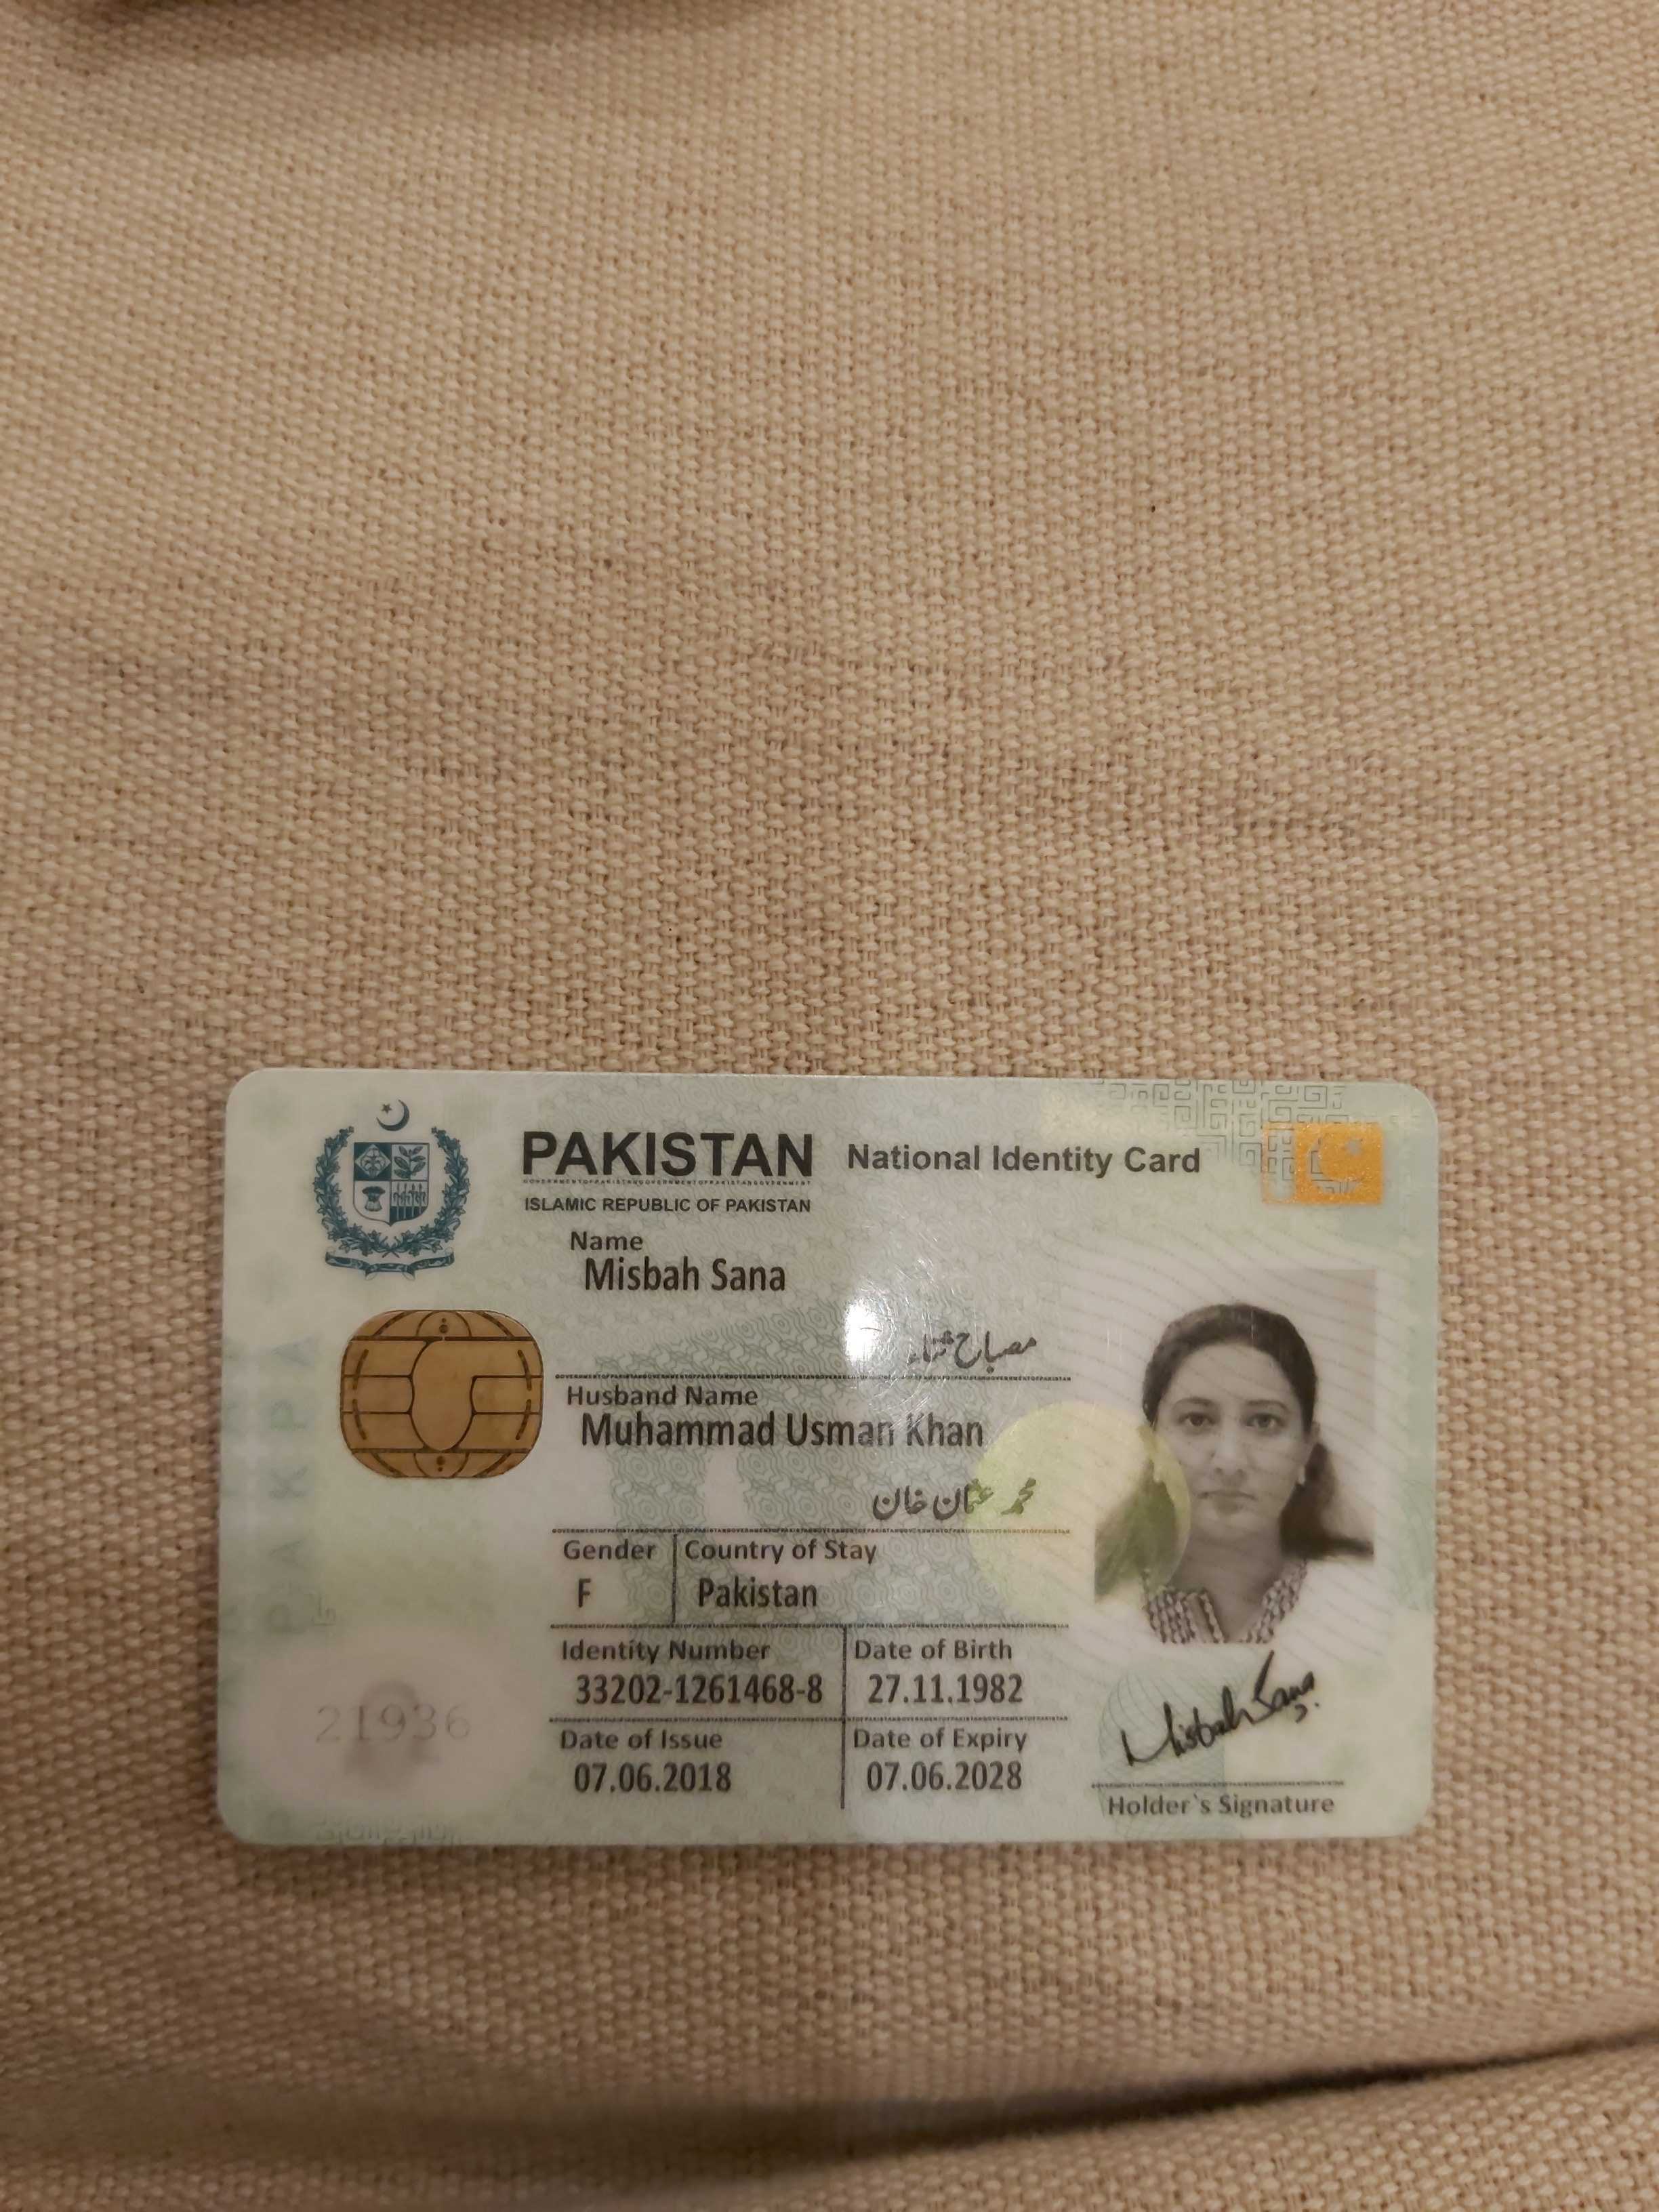 PAKISTAN National Identity Card
ISLAMIC REPUBLIC OF PAKISTAN
Name
Misbah Sana
مصباح ثناء
Husband Name
Muhammad Usman Khan
محمد عثمان خان
Gender Country of Stay
F Pakistan
Identity Number Date of Birth
33202-1261468-8 27.11.1982
Date of Issue Date of Expiry
07.06.2018 07.06.2028
21936
Misbah Sana
Holder`s Signature